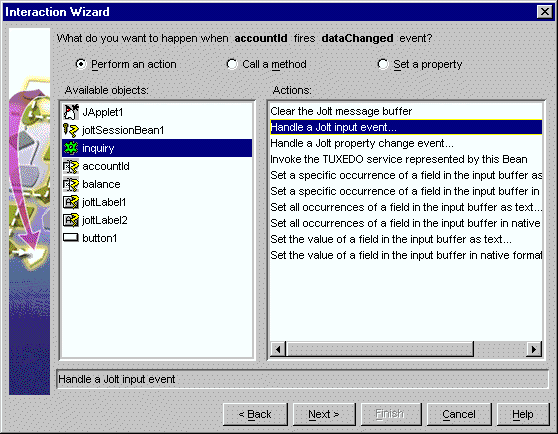 Interaction Wizard
What do you want to happen when accountId fires dataChanged event?
Perform an action
Call a method
Set a property
Available objects:
JApplet1
joltSessionBean1
inquiry
accountId
balance
joltLabel1
joltLabel2
button1
Actions:
Clear the Jolt message buffer
Handle a Jolt input event...
Handle a Jolt property change event...
Invoke the TUXEDO service represented by this Bean
Set a specific occurrence of a field in the input buffer as
Set a specific occurrence of a field in the input buffer in
Set all occurrences of a field in the input buffer as text...
Set all occurrences of a field in the input buffer in native
Set the value of a field in the input buffer as text...
Set the value of a field in the input buffer in native format
Handle a Jolt input event
< Back
Next >
Finish
Cancel
Help